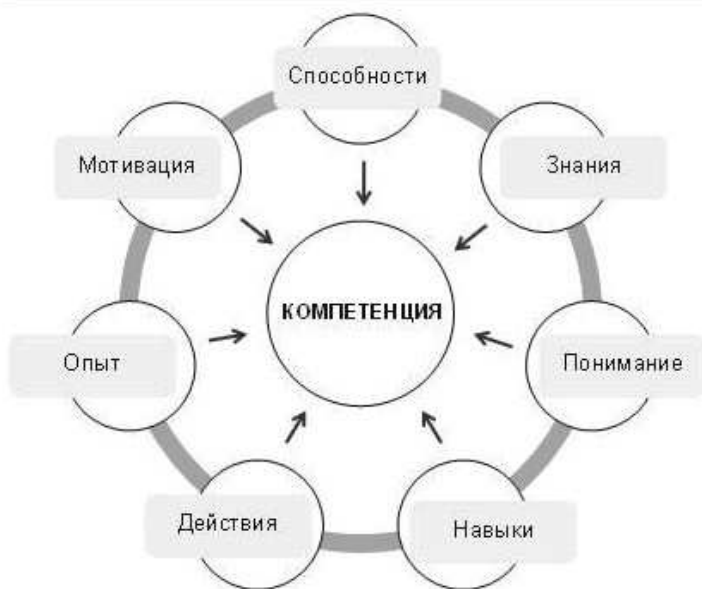 Способности
Мотивация
Знания
КОМПЕТЕНЦИЯ
Опыт
Понимание
Действия
Навыки